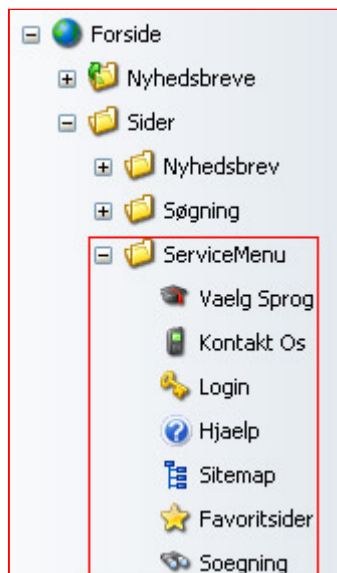 Forside
Nyhedsbreve
Sider
Nyhedsbrev
Søgning
ServiceMenu
Vaelg Sprog
Kontakt Os
Login
Hjaelp
Sitemap
Favoritsider
Soegning